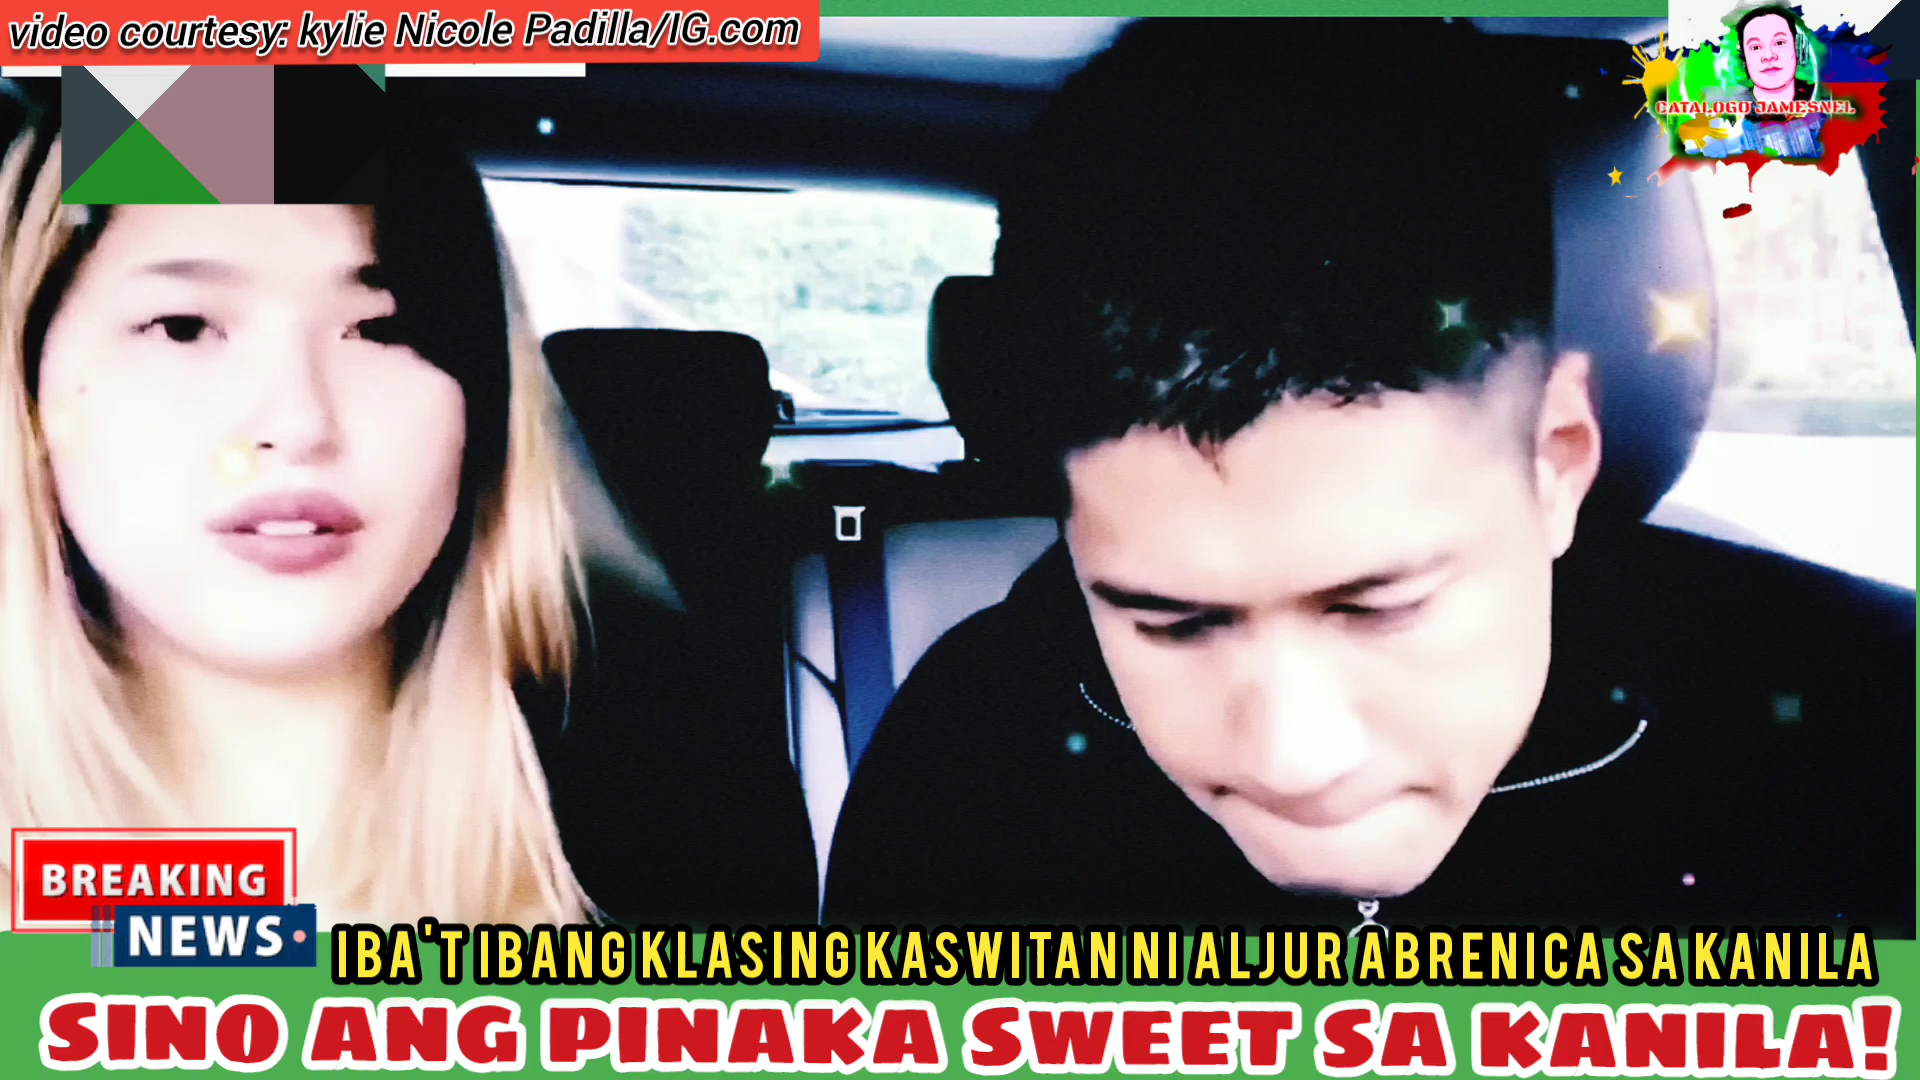 video courtesy: kylie Nicole Padilla/IG.com
CATALOGO JAMESNEL
BREAKING
NEWS
IBA'T IBANG KLASING KASWITAN NI ALJUR ABRENICA SA KANILA
SINO ANG PINAKA SWEET SA KANILA!